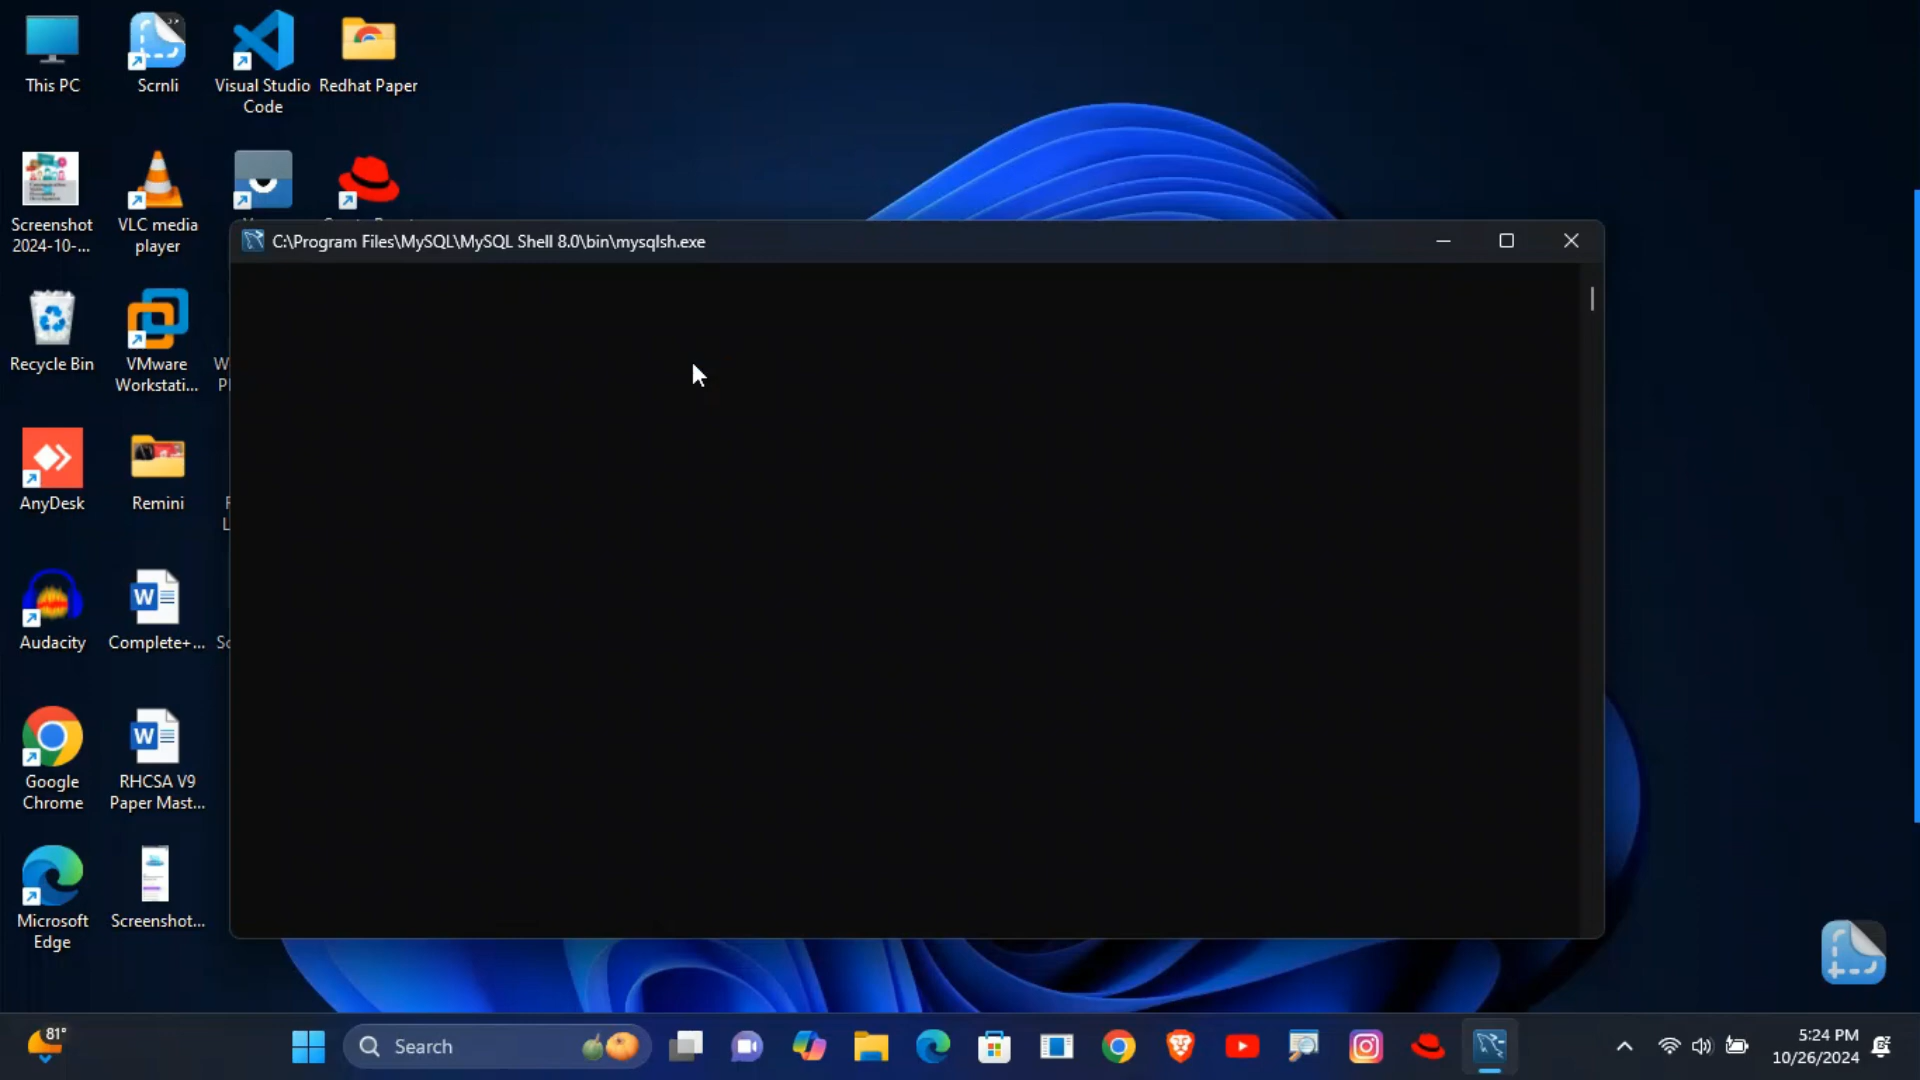 This PC
Scrnli
Visual Studio
Code
Redhat Paper
Screenshot
2024-10-...
VLC media
player
C:\Program Files\MySQL\MySQL Shell 8.0\bin\mysqlsh.exe
Recycle Bin
VMware
Workstati...
AnyDesk
Remini
Audacity
Complete+...
Google
Chrome
RHCSA V9
Paper Mast...
Microsoft
Edge
Screenshot...
81°
Search
5:24 PM
10/26/2024